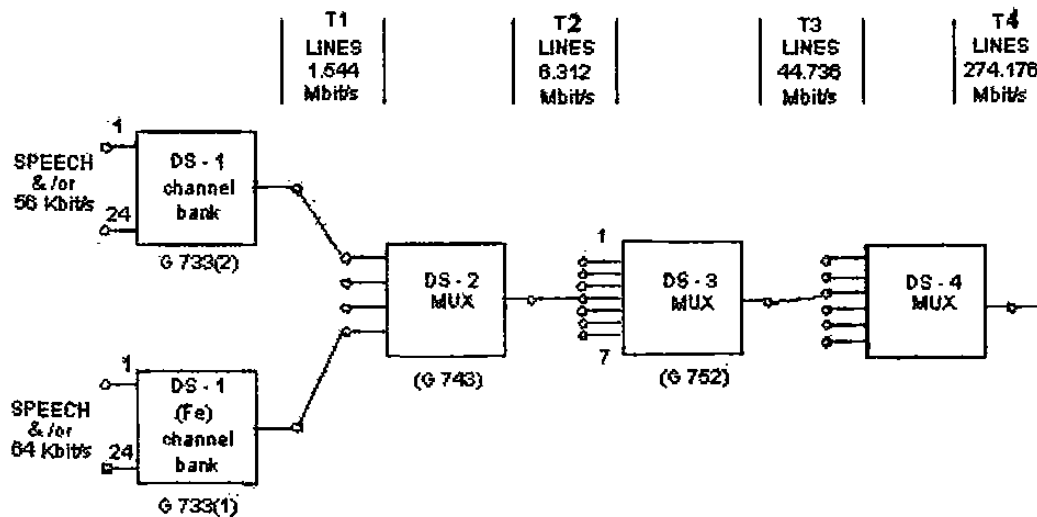 T1
LINES
1.544
Mbit/s
T2
LINES
6.312
Mbit/s
T3
LINES
44.736
Mbit/s
T4
LINES
274.176
Mbit/s
1
SPEECH
& /or
56 Kbit/s
24
DS - 1
channel
bank
G 733(2)
DS - 2
MUX
(G 743)
1
7
DS - 3
MUX
(G 752)
DS - 4
MUX
1
SPEECH
& /or
64 Kbit/s
24
DS - 1
(Fe)
channel
bank
G 733(1)